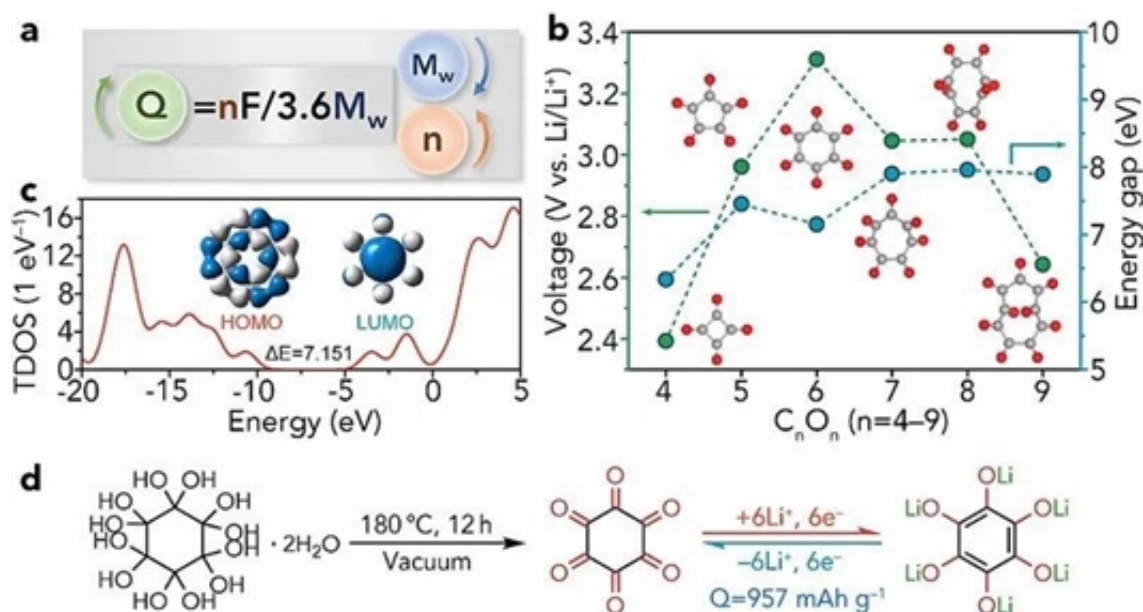 a
Q =nF/3.6Mw
Mw
n
b
Voltage (V vs. Li/Li⁺)
3.4
3.2
3.0
2.8
2.6
2.4
10
9
8
7
6
5
Energy gap (eV)
4 5 6 7 8 9
CnOn (n=4–9)
c
TDOS (1 eV⁻¹)
16
12
8
4
0
HOMO
LUMO
ΔE=7.151
-20 -15 -10 -5 0 5
Energy (eV)
d
HO OH
HO OH
HO OH
HO OH
HO OH
HO OH
· 2H₂O
180 °C, 12 h
Vacuum
O
O
O
O
O
O
+6Li⁺, 6e⁻
−6Li⁺, 6e⁻
Q=957 mAh g⁻¹
OLi
LiO
OLi
LiO
OLi
OLi